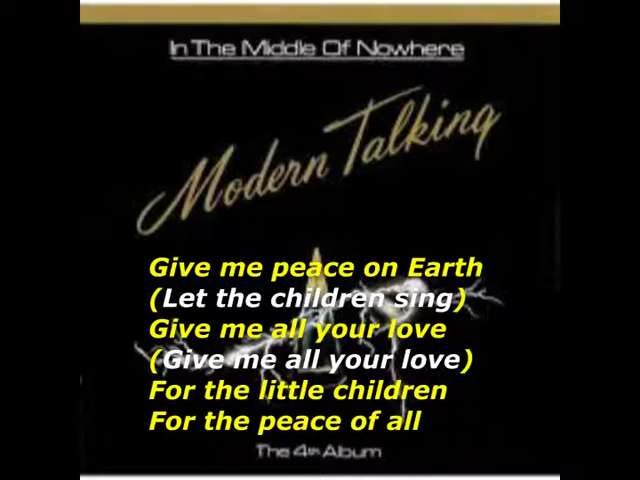 In The Middle Of Nowhere
Modern Talking
Give me peace on Earth
(Let the children sing)
Give me all your love
(Give me all your love)
For the little children
For the peace of all
The 4th Album